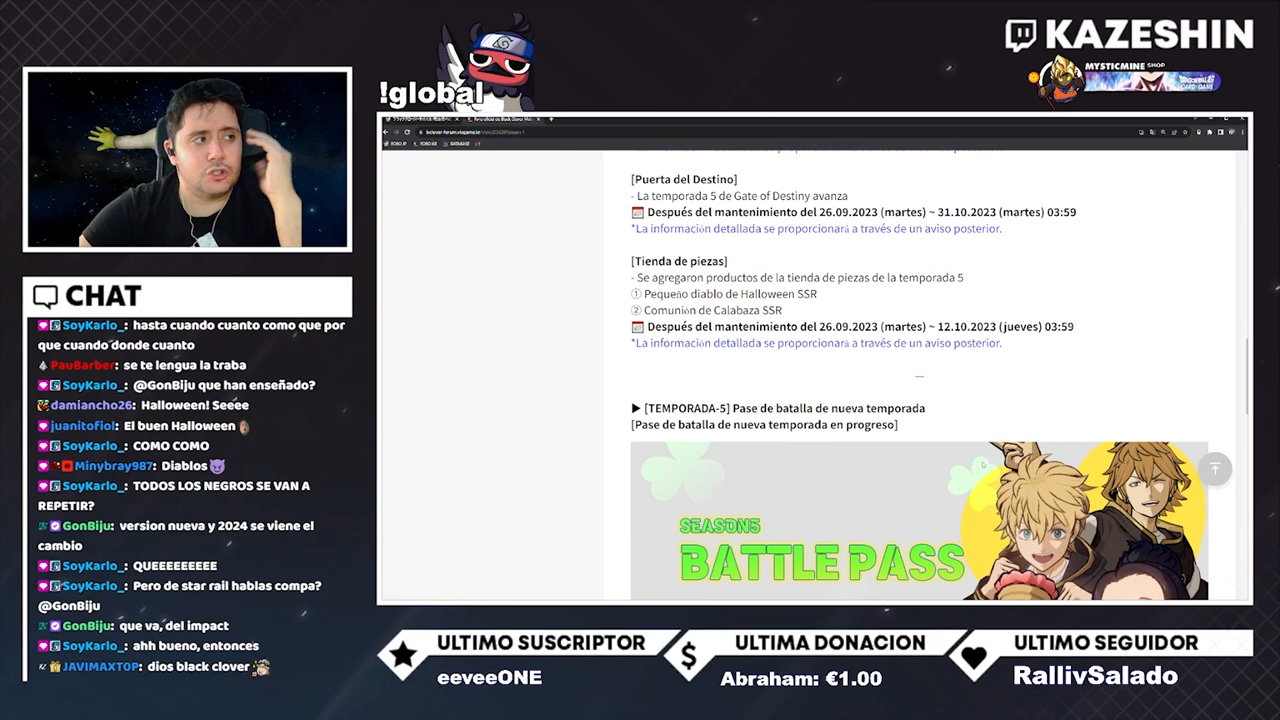 KAZESHIN
MYSTICMINE SHOP
!global
FORO JP
FORO KR
DATABASE
[Puerta del Destino]
- La temporada 5 de Gate of Destiny avanza
Después del mantenimiento del 26.09.2023 (martes) ~ 31.10.2023 (martes) 03:59
*La información detallada se proporcionará a través de un aviso posterior.
[Tienda de piezas]
- Se agregaron productos de la tienda de piezas de la temporada 5
① Pequeño diablo de Halloween SSR
② Comunión de Calabaza SSR
Después del mantenimiento del 26.09.2023 (martes) ~ 12.10.2023 (jueves) 03:59
*La información detallada se proporcionará a través de un aviso posterior.
▶ [TEMPORADA-5] Pase de batalla de nueva temporada
[Pase de batalla de nueva temporada en progreso]
SEASON5
BATTLE PASS
CHAT
SoyKarlo_: hasta cuando cuanto como que por
que cuando donde cuanto
PauBarber: se te lengua la traba
SoyKarlo_: @GonBiju que han enseñado?
damiancho26: Halloween! Seeee
juanitofiol: El buen Halloween
SoyKarlo_: COMO COMO
Minybray987: Diablos
SoyKarlo_: TODOS LOS NEGROS SE VAN A
REPETIR?
GonBiju: version nueva y 2024 se viene el
cambio
SoyKarlo_: QUEEEEEEEEE
SoyKarlo_: Pero de star rail hablas compa?
@GonBiju
GonBiju: que va, del impact
SoyKarlo_: ahh bueno, entonces
JAVIMAXTOP: dios black clover
ULTIMO SUSCRIPTOR
eeveeONE
ULTIMA DONACION
Abraham: €1.00
ULTIMO SEGUIDOR
RallivSalado